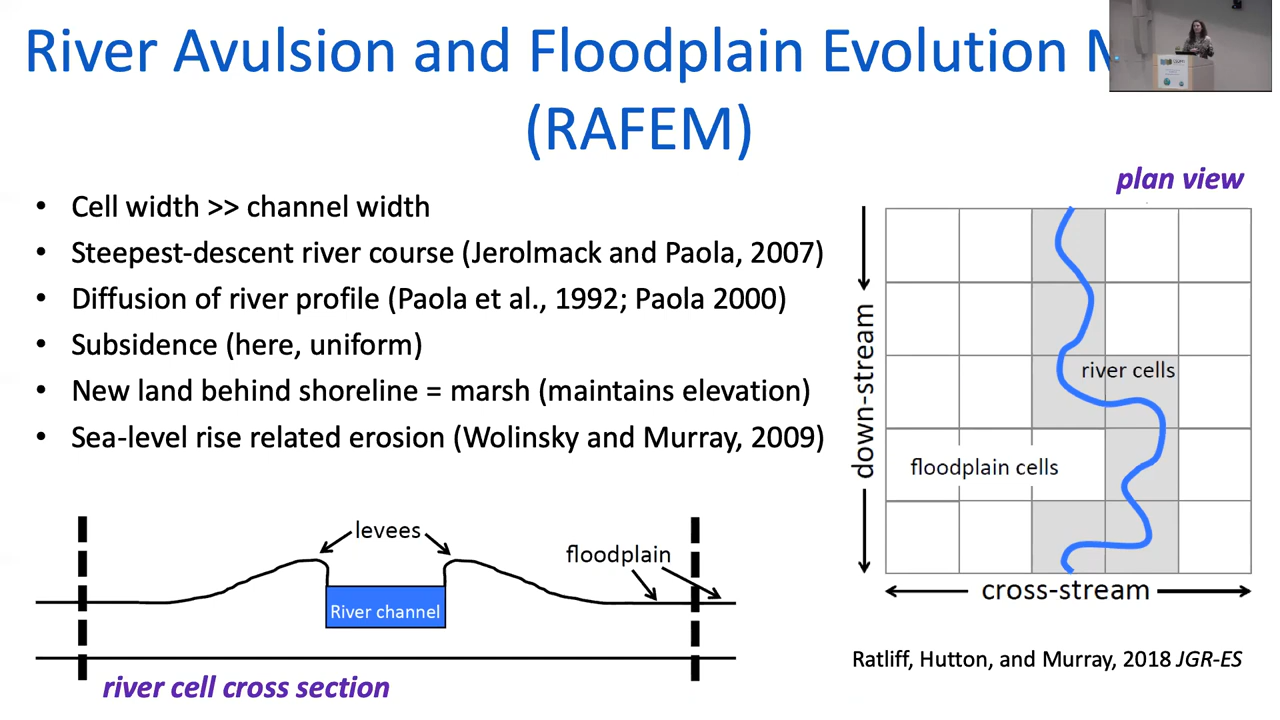 River Avulsion and Floodplain Evolution
(RAFEM)
• Cell width >> channel width
• Steepest-descent river course (Jerolmack and Paola, 2007)
• Diffusion of river profile (Paola et al., 1992; Paola 2000)
• Subsidence (here, uniform)
• New land behind shoreline = marsh (maintains elevation)
• Sea-level rise related erosion (Wolinsky and Murray, 2009)
plan view
down-stream
river cells
floodplain cells
cross-stream
levees
floodplain
River channel
river cell cross section
Ratliff, Hutton, and Murray, 2018 JGR-ES